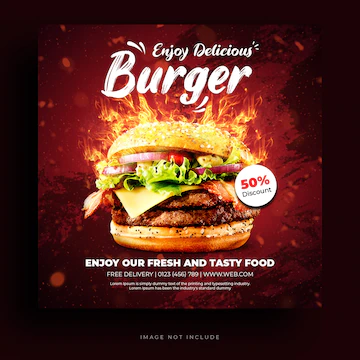 Enjoy Delicious
Burger
50%
Discount
ENJOY OUR FRESH AND TASTY FOOD
FREE DELIVERY | 0123 (456) 789 | WWW.WEB.COM
Lorem ipsum is simply dummy text of the printing and
typesetting industry.
IMAGE NOT INCLUDE